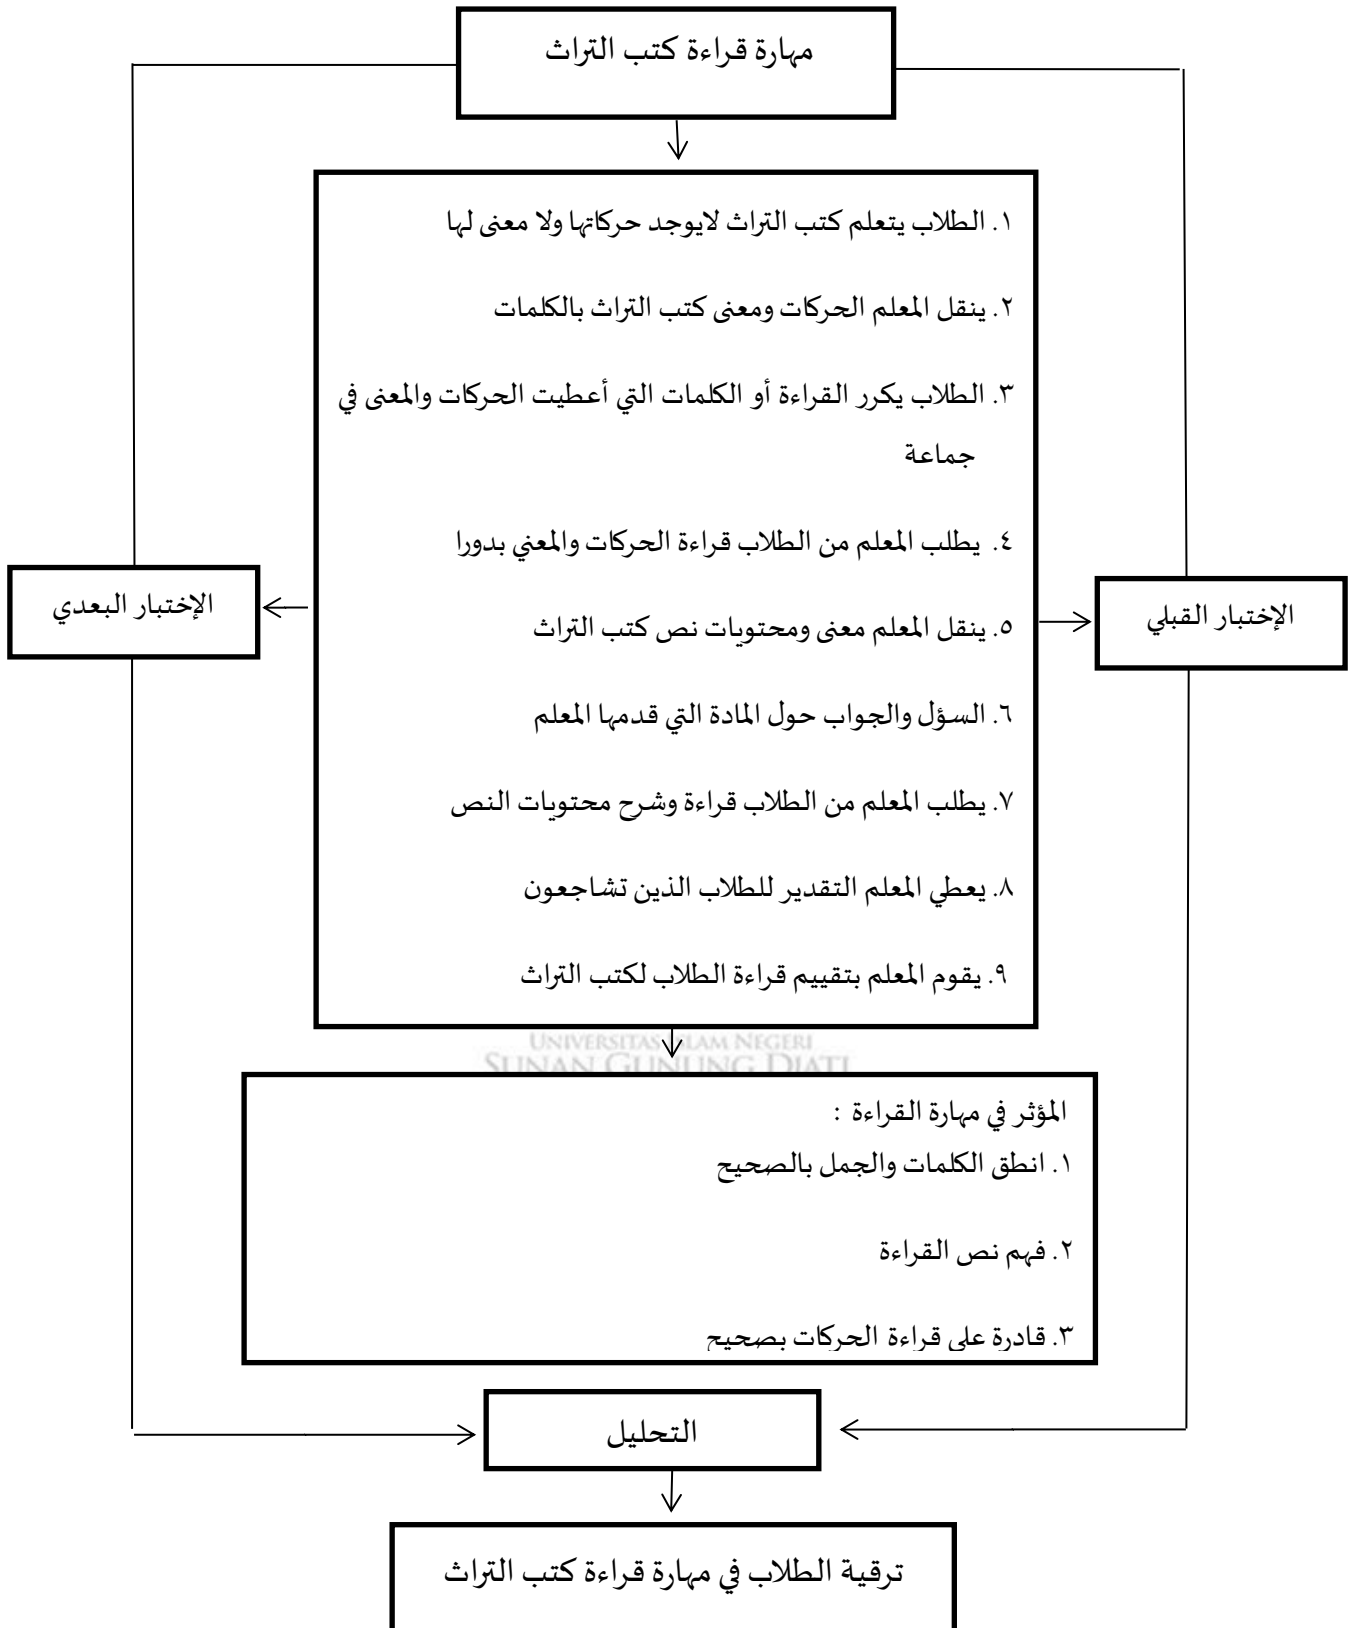 مهارة قراءة كتب التراث
١. الطلاب يتعلم كتب التراث لايوجد حركاتها ولا معنى لها
٢. ينقل المعلم الحركات ومعنى كتب التراث بالكلمات
٣. الطلاب يكرر القراءة أو الكلمات التي أعطيت الحركات والمعنى في
جماعة
٤. يطلب المعلم من الطلاب قراءة الحركات والمعني بدورا
٥. ينقل المعلم معنى ومحتويات نص كتب التراث
٦. السؤل والجواب حول المادة التي قدمها المعلم
٧. يطلب المعلم من الطلاب قراءة وشرح محتويات النص
٨. يعطي المعلم التقدير للطلاب الذين تشاجعون
٩. يقوم المعلم بتقييم قراءة الطلاب لكتب التراث
الإختبار القبلي
الإختبار البعدي
UNIVERSITAS ISLAM NEGERI
SUNAN GUNUNG DJATI
المؤثر في مهارة القراءة :
١. انطق الكلمات والجمل بالصحيح
٢. فهم نص القراءة
٣. قادرة على قراءة الحركات بصحيح
التحليل
ترقية الطلاب في مهارة قراءة كتب التراث